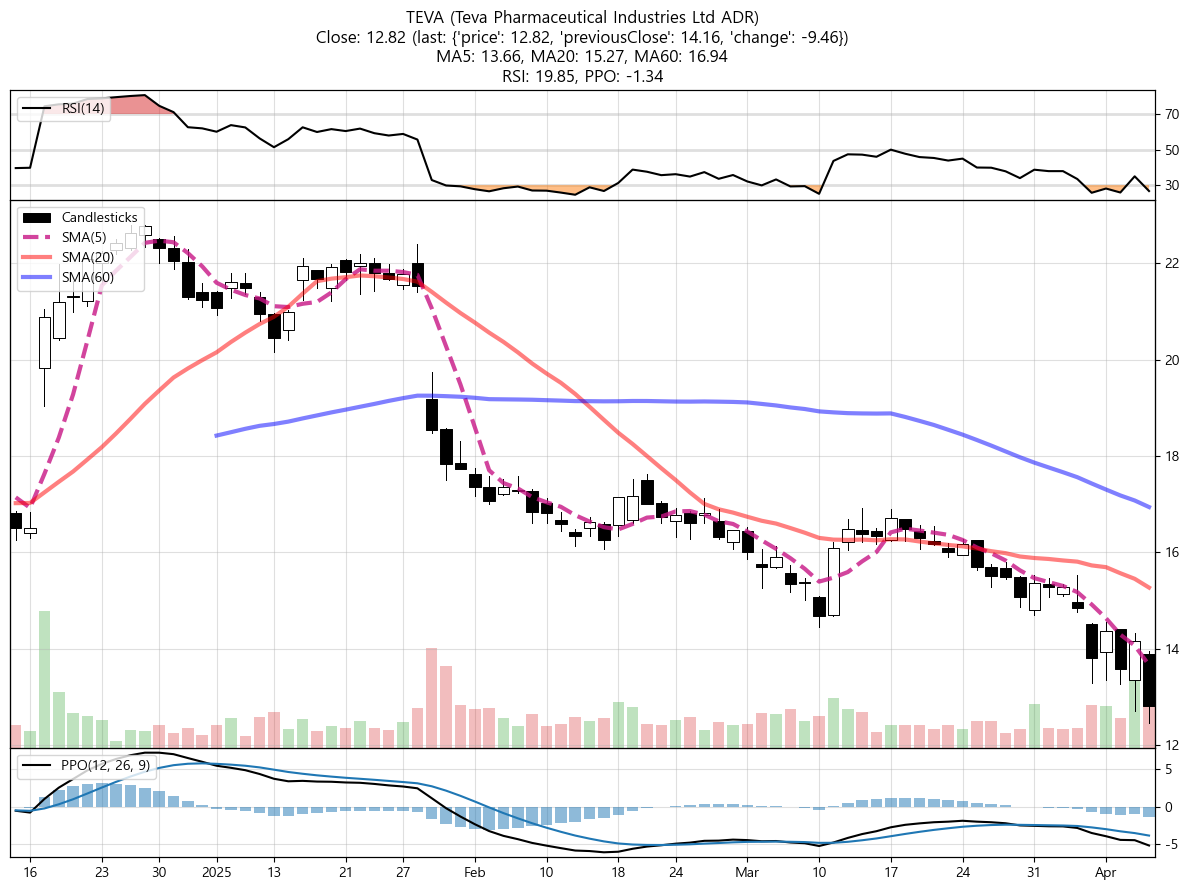 TEVA (Teva Pharmaceutical Industries Ltd ADR)
Close: 12.82 (last: {'price': 12.82, 'previousClose': 14.16, 'change': -9.46})
MA5: 13.66, MA20: 15.27, MA60: 16.94
RSI: 19.85, PPO: -1.34
RSI(14)
70
50
30
Candlesticks
SMA(5)
SMA(20)
SMA(60)
22
20
18
16
14
12
PPO(12, 26, 9)
5
0
-5
16 23 30 2025 13 21 27 Feb 10 18 24 Mar 10 17 24 31 Apr